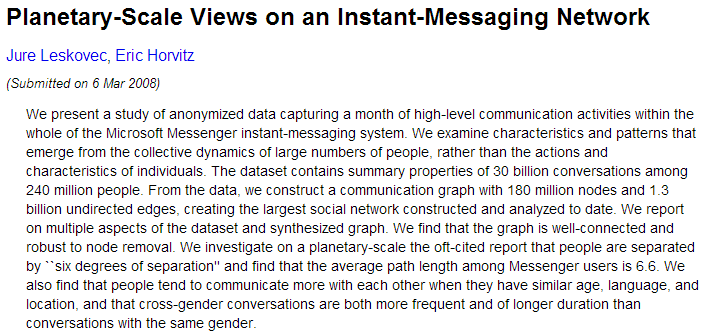 Planetary-Scale Views on an Instant-Messaging Network
Jure Leskovec, Eric Horvitz
(Submitted on 6 Mar 2008)
We present a study of anonymized data capturing a month of high-level communication activities within the
whole of the Microsoft Messenger instant-messaging system. We examine characteristics and patterns that
emerge from the collective dynamics of large numbers of people, rather than the actions and
characteristics of individuals. The dataset contains summary properties of 30 billion conversations among
240 million people. From the data, we construct a communication graph with 180 million nodes and 1.3
billion undirected edges, creating the largest social network constructed and analyzed to date. We report
on multiple aspects of the dataset and synthesized graph. We find that the graph is well-connected and
robust to node removal. We investigate on a planetary-scale the oft-cited report that people are separated
by ``six degrees of separation'' and find that the average path length among Messenger users is 6.6. We
also find that people tend to communicate more with each other when they have similar age, language, and
location, and that cross-gender conversations are both more frequent and of longer duration than
conversations with the same gender.